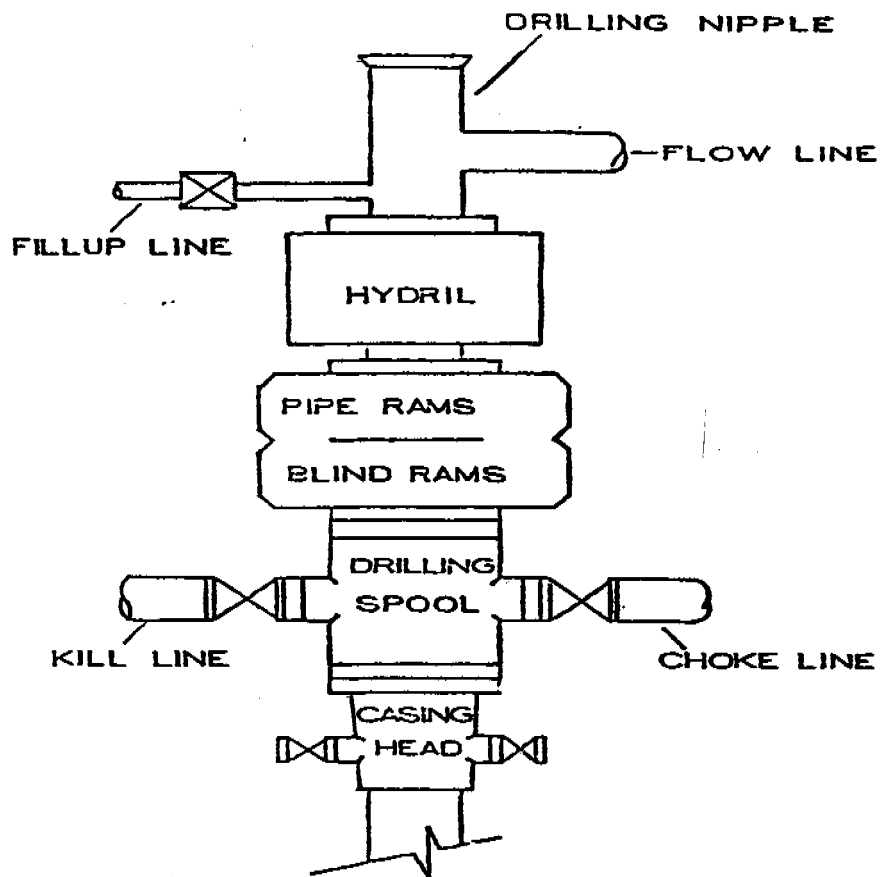 DRILLING NIPPLE
FLOW LINE
FILLUP LINE
HYDRIL
PIPE RAMS
BLIND RAMS
DRILLING
SPOOL
KILL LINE
CHOKE LINE
CASING
HEAD